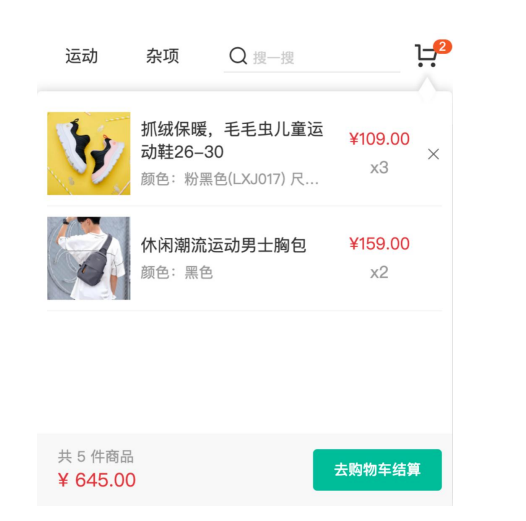 运动 杂项 搜一搜 2
抓绒保暖，毛毛虫儿童运
动鞋26-30
¥109.00
颜色：粉黑色(LXJ017) 尺...
x3
休闲潮流运动男士胸包
¥159.00
颜色：黑色
x2
共 5 件商品
¥ 645.00
去购物车结算